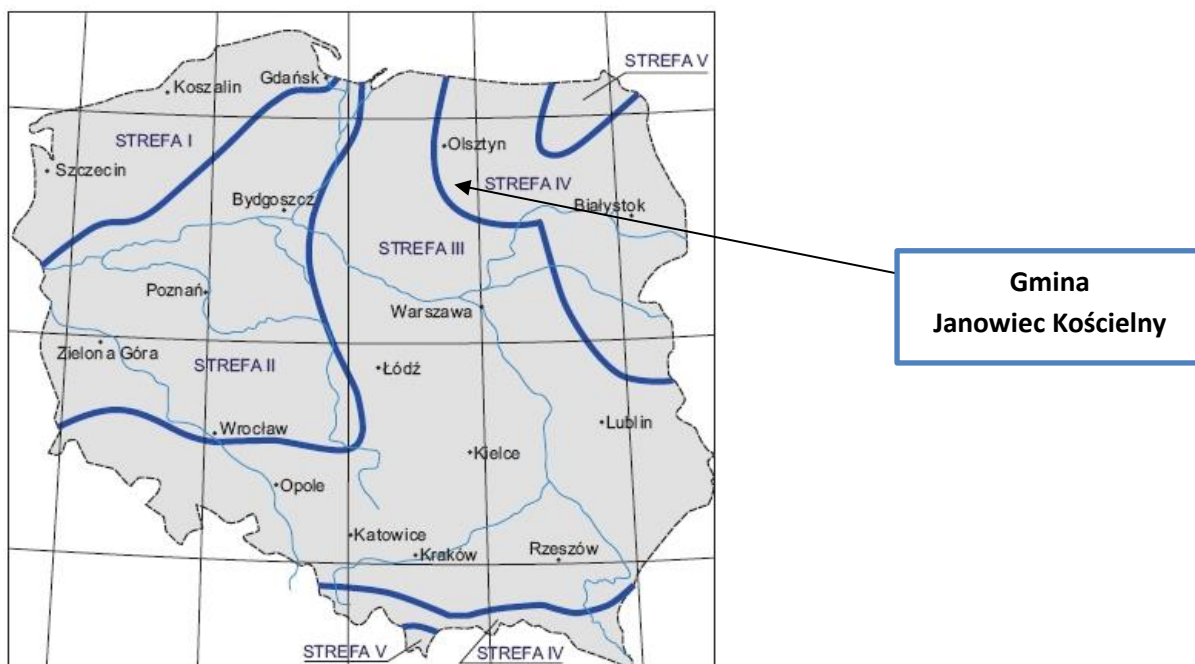 STREFA V
Gdańsk
Koszalin
STREFA I
Olsztyn
Szczecin
STREFA IV
Bydgoszcz
Białystok
STREFA III
Gmina
Janowiec Kościelny
Poznań
Warszawa
Zielona Góra
STREFA II
Łódź
Wrocław
Lublin
Kielce
Opole
Katowice
Kraków
Rzeszów
STREFA V
STREFA IV